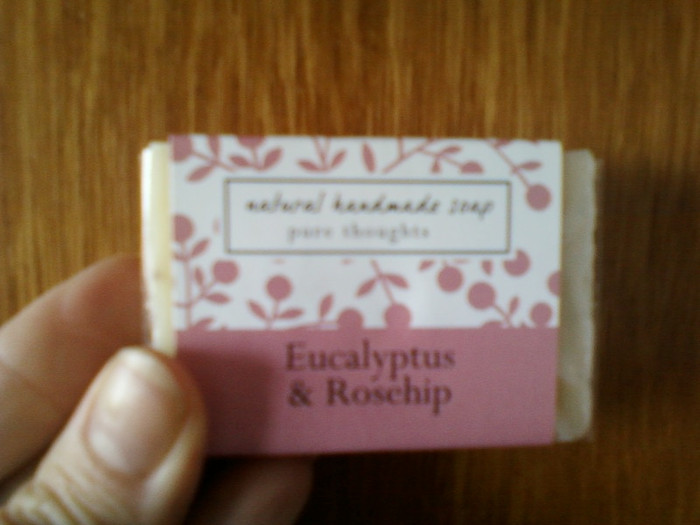 natural handmade soap
pure thoughts
Eucalyptus
& Rosehip